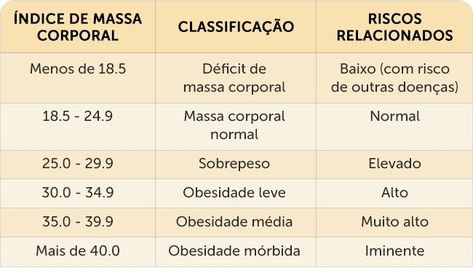 ÍNDICE DE MASSA
CORPORAL
CLASSIFICAÇÃO
RISCOS
RELACIONADOS
Menos de 18.5
Déficit de
massa corporal
Baixo (com risco
de outras doenças)
18.5 - 24.9
Massa corporal
normal
Normal
25.0 - 29.9
Sobrepeso
Elevado
30.0 - 34.9
Obesidade leve
Alto
35.0 - 39.9
Obesidade média
Muito alto
Mais de 40.0
Obesidade mórbida
Iminente